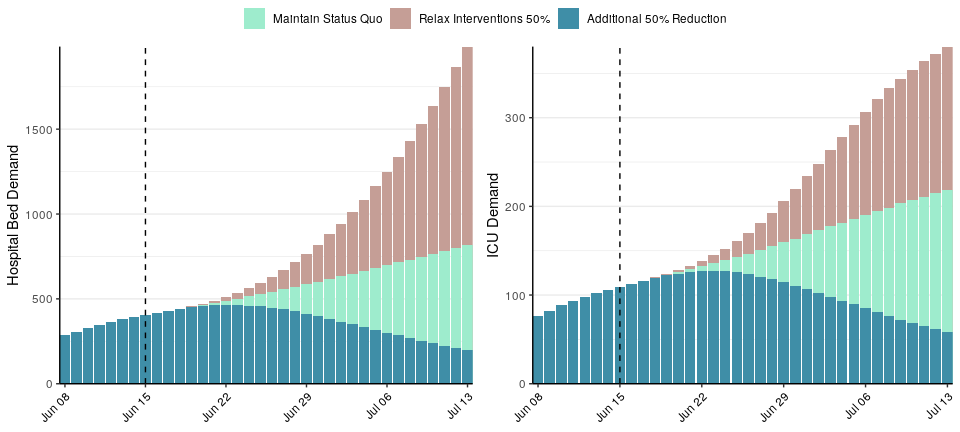 Maintain Status Quo Relax Interventions 50% Additional 50% Reduction
Hospital Bed Demand
1500
1000
500
0
Jun 08 Jun 15 Jun 22 Jun 29 Jul 06 Jul 13
ICU Demand
300
200
100
0
Jun 08 Jun 15 Jun 22 Jun 29 Jul 06 Jul 13